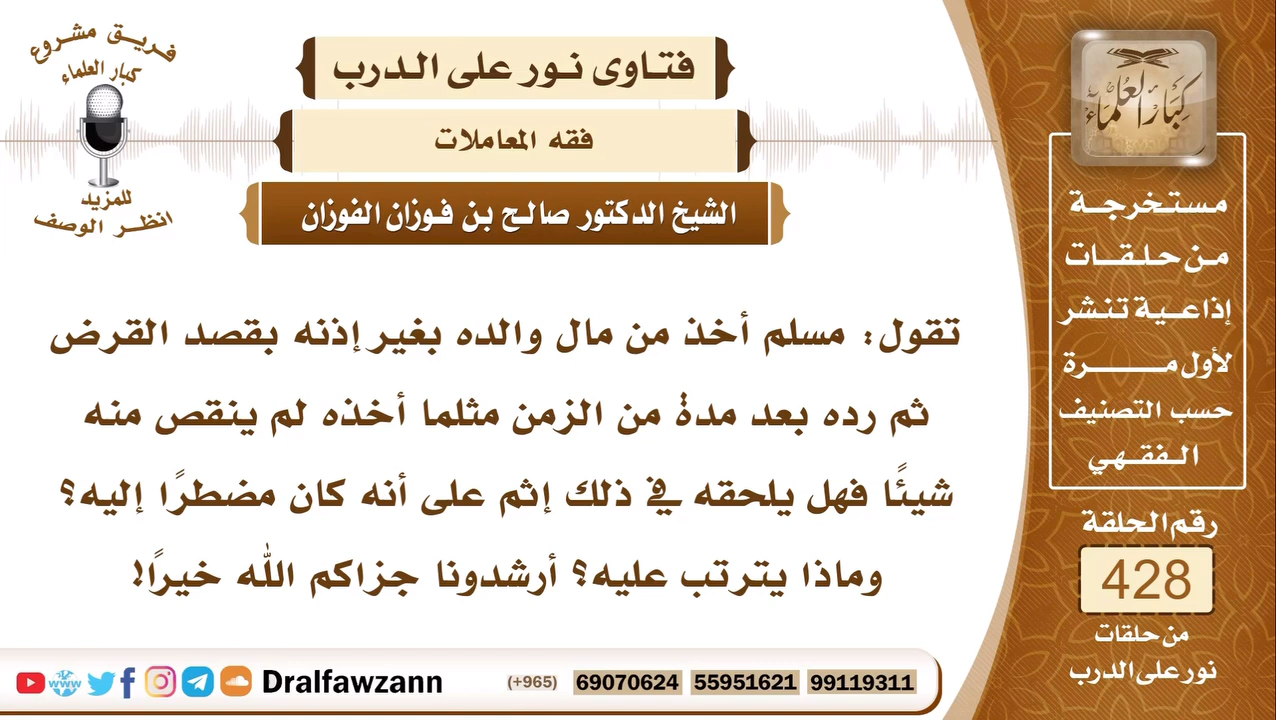 فريق مشروع
كبار العلماء
للمزيد
انظر الوصف
فتاوى نور على الدرب
فقه المعاملات
الشيخ الدكتور صالح بن فوزان الفوزان
تقول: مسلم أخذ من مال والده بغير إذنه بقصد القرض
ثم رده بعد مدة من الزمن مثلما أخذه لم ينقص منه
شيئًا فهل يلحقه في ذلك إثم على أنه كان مضطرًا إليه؟
وماذا يترتب عليه؟ أرشدونا جزاكم الله خيرًا!
كبار العلماء
مستخرجة
من حلقات
إذاعية تنشر
لأول مرة
حسب التصنيف
الفقهي
رقم الحلقة
428
من حلقات
نور على الدرب
www Dralfawzann (+965) 69070624 55951621 99119311